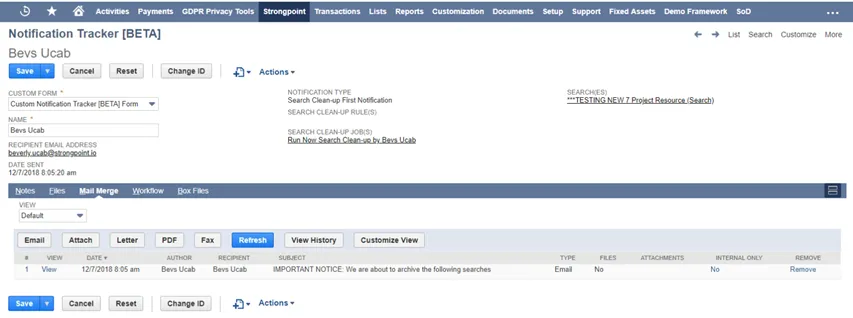 Activities Payments GDPR Privacy Tools Strongpoint Transactions Lists Reports Customization Documents Setup Support Fixed Assets Demo Framework SoD ...
Notification Tracker [BETA]
List Search Customize More
Bevs Ucab
Save Cancel Reset Change ID Actions
CUSTOM FORM *
Custom Notification Tracker [BETA] Form
NAME *
Bevs Ucab
RECIPIENT EMAIL ADDRESS
beverly.ucab@strongpoint.io
DATE SENT
12/7/2018 8:05:20 am
NOTIFICATION TYPE
Search Clean-up First Notification
SEARCH CLEAN-UP RULE(S)
SEARCH CLEAN-UP JOB(S)
Run Now Search Clean-up by Bevs Ucab
SEARCH(ES)
***TESTING NEW 7 Project Resource (Search)
Notes Files Mail Merge Workflow Box Files
VIEW
Default
Email Attach Letter PDF Fax Refresh View History Customize View
# VIEW DATE AUTHOR RECIPIENT SUBJECT TYPE FILES ATTACHMENTS INTERNAL ONLY REMOVE
1 View 12/7/2018 8:05 am Bevs Ucab Bevs Ucab IMPORTANT NOTICE: We are about to archive the following searches Email No No Remove
Save Cancel Reset Change ID Actions